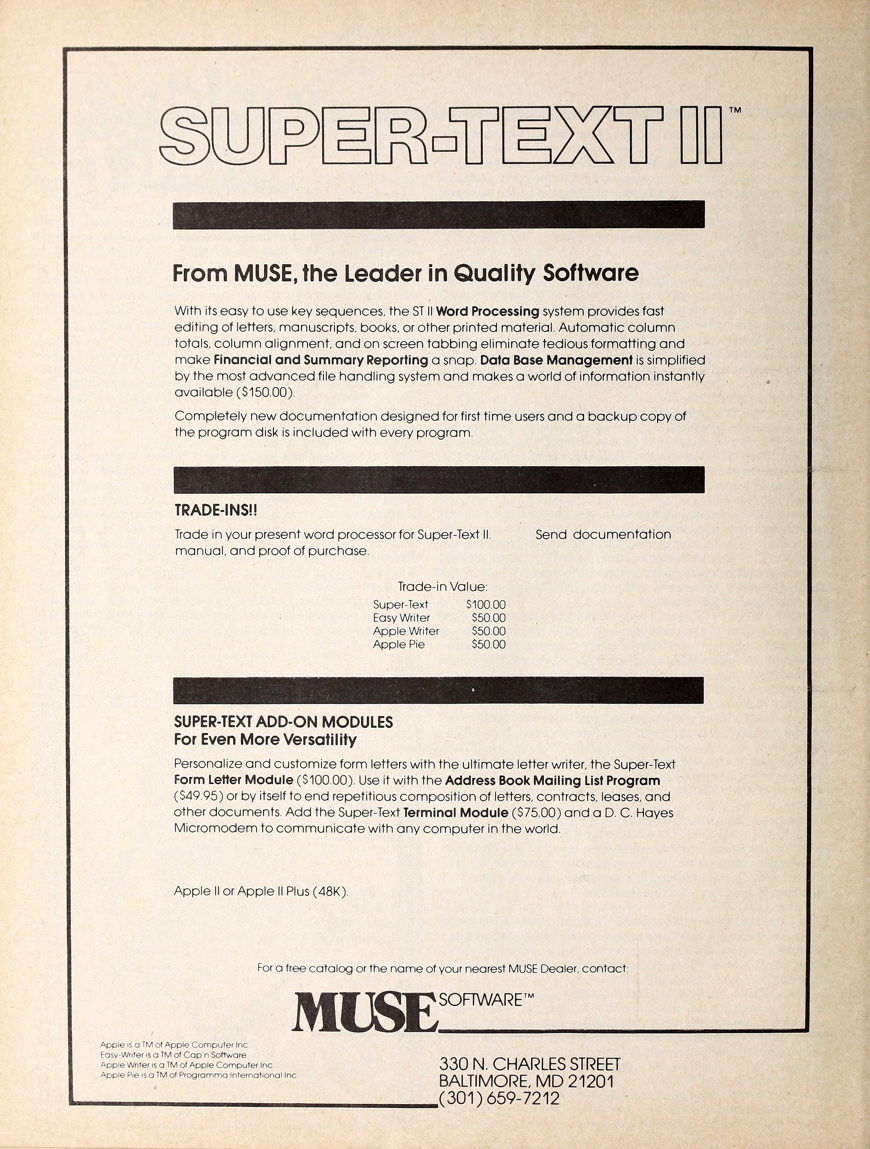 SUPER-TEXT II™
From MUSE, the Leader in Quality Software
With its easy to use key sequences, the ST II Word Processing system provides fast
editing of letters, manuscripts, books, or other printed material. Automatic column
totals, column alignment, and on screen tabbing eliminate tedious formatting and
make Financial and Summary Reporting a snap. Data Base Management is simplified
by the most advanced file handling system and makes a world of information instantly
available ($150.00).
Completely new documentation designed for first time users and a backup copy of
the program disk is included with every program.
TRADE-INS!!
Trade in your present word processor for Super-Text II. Send documentation
manual, and proof of purchase.
Trade-in Value:
Super-Text $100.00
Easy Writer $50.00
Apple Writer $50.00
Apple Pie $50.00
SUPER-TEXT ADD-ON MODULES
For Even More Versatility
Personalize and customize form letters with the ultimate letter writer, the Super-Text
Form Letter Module ($100.00). Use it with the Address Book Mailing List Program
($49.95) or by itself to end repetitious composition of letters, contracts, leases, and
other documents. Add the Super-Text Terminal Module ($75.00) and a D. C. Hayes
Micromodem to communicate with any computer in the world.
Apple II or Apple II Plus (48K).
For a free catalog or the name of your nearest MUSE Dealer, contact:
MUSE SOFTWARE™
Apple is a TM of Apple Computer Inc.
Easy-Writer is a TM of Cap'n Software.
Apple Writer is a TM of Apple Computer Inc.
Apple Pie is a TM of Programma International Inc.
330 N. CHARLES STREET
BALTIMORE, MD 21201
(301) 659-7212